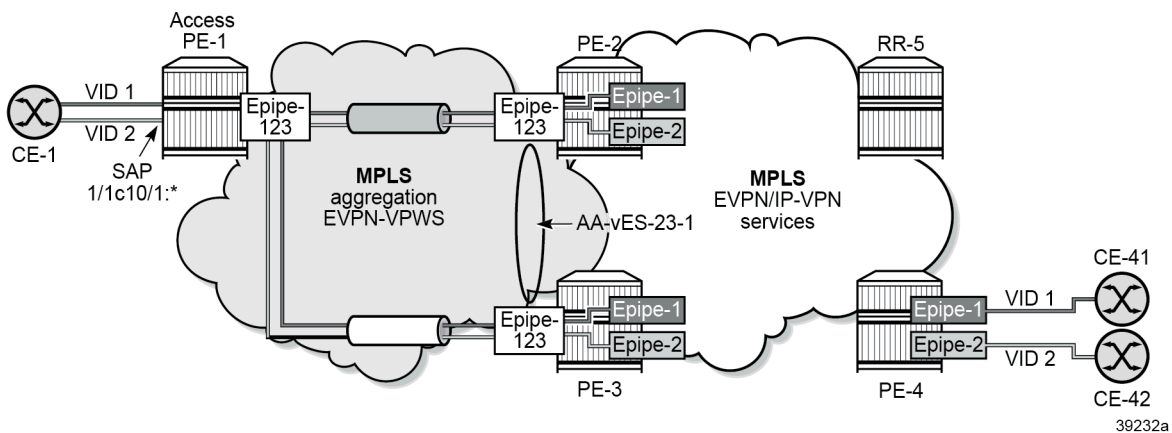 Access
PE-1
PE-2
RR-5
VID 1
VID 2
CE-1
SAP
1/1c10/1:*
Epipe-
123
Epipe-
123
Epipe-1
Epipe-2
MPLS
aggregation
EVPN-VPWS
MPLS
EVPN/IP-VPN
services
AA-vES-23-1
Epipe-
123
Epipe-1
Epipe-2
PE-3
Epipe-1
Epipe-2
PE-4
VID 1
VID 2
CE-41
CE-42
39232a